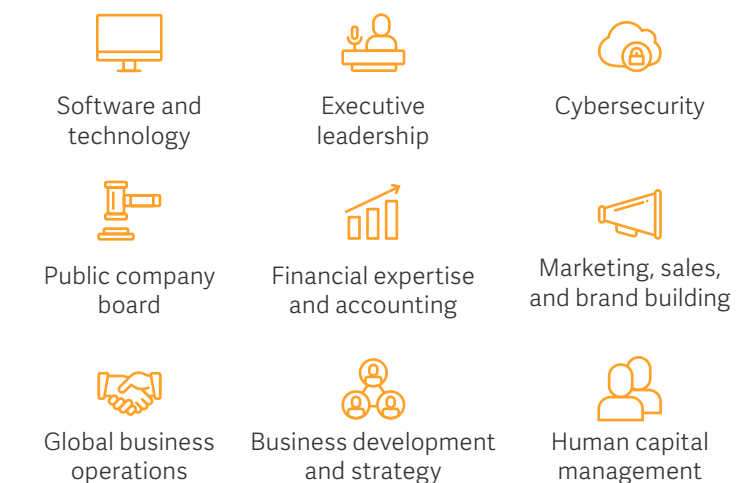 Software and
technology
Executive
leadership
Cybersecurity
Public company
board
Financial expertise
and accounting
Marketing, sales,
and brand building
Global business
operations
Business development
and strategy
Human capital
management